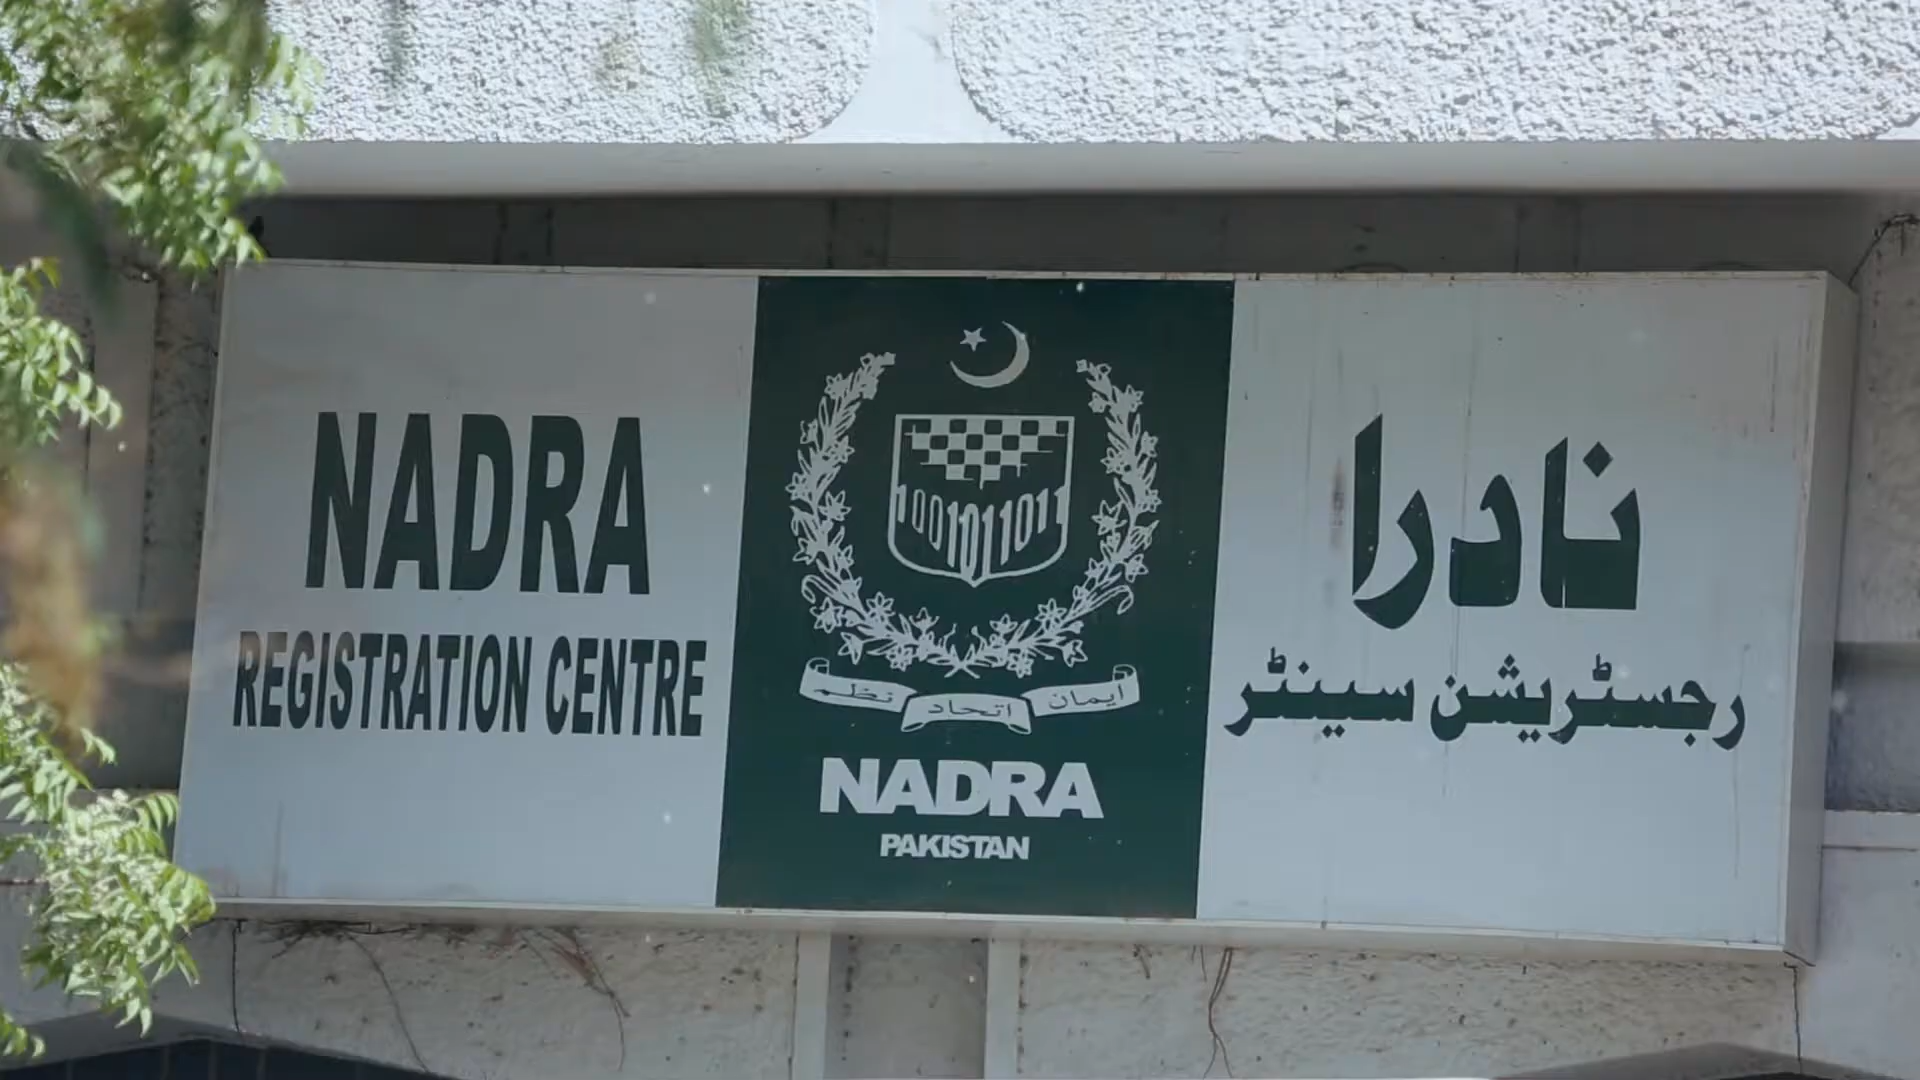 NADRA
REGISTRATION CENTRE
1001011011
ایمان اتحاد نظم
NADRA
PAKISTAN
نادرا
رجسٹریشن سینٹر